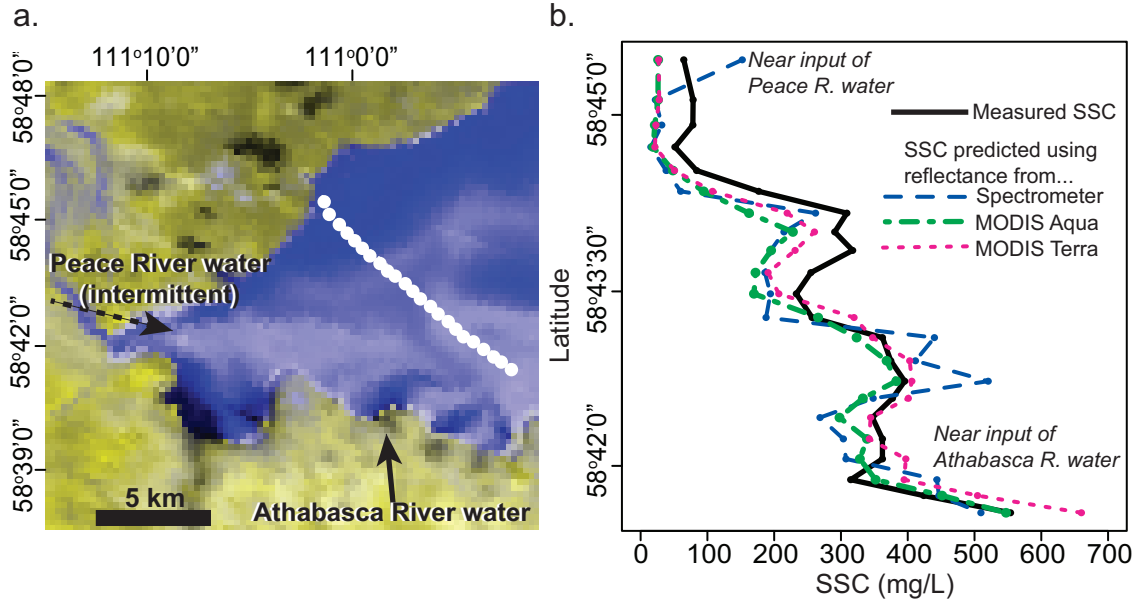 a.
111°10'0"
111°0'0"
58°48'0"
58°45'0"
58°42'0"
58°39'0"
Peace River water
(intermittent)
5 km
Athabasca River water
b.
Near input of
Peace R. water
Measured SSC
SSC predicted using
reflectance from...
Spectrometer
MODIS Aqua
MODIS Terra
Near input of
Athabasca R. water
Latitude
58°45'0"
58°43'30"
58°42'0"
0 100 200 300 400 500 600 700
SSC (mg/L)